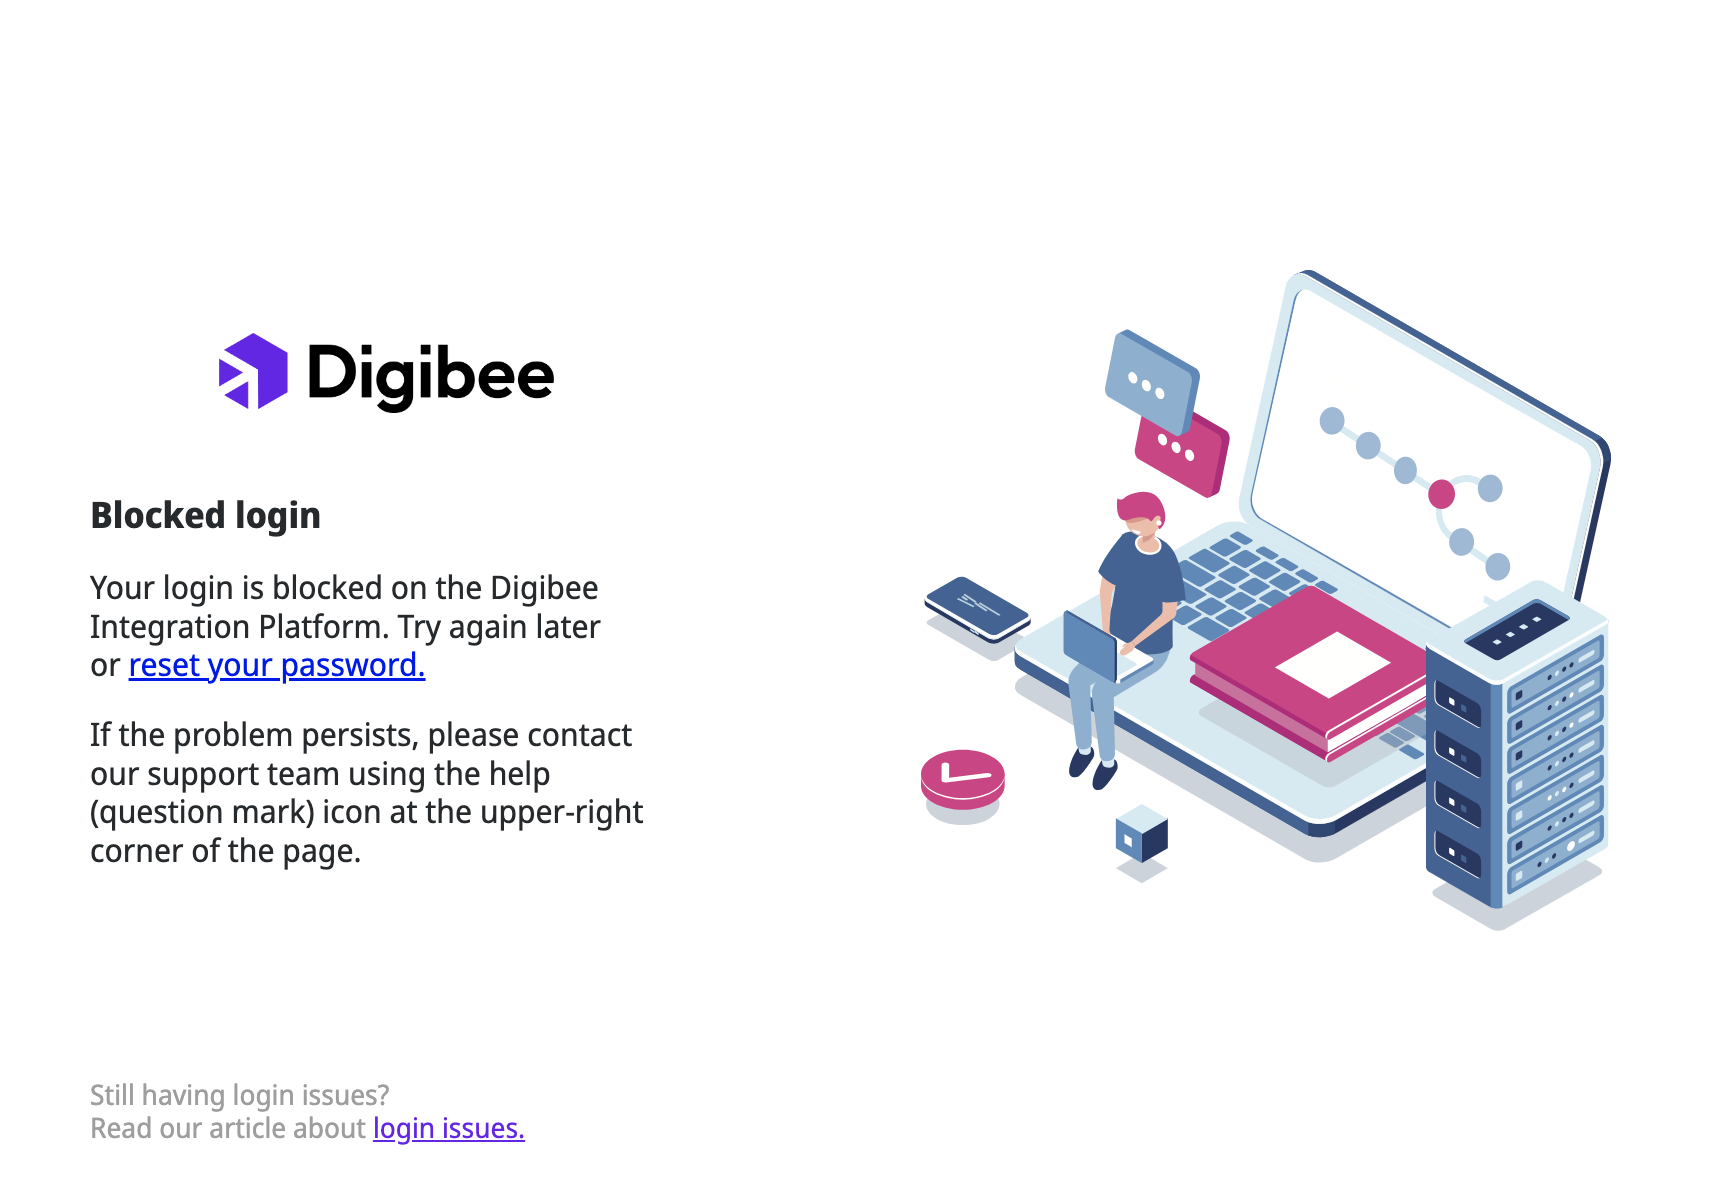 Digibee
Blocked login
Your login is blocked on the Digibee
Integration Platform. Try again later
or reset your password.
If the problem persists, please contact
our support team using the help
(question mark) icon at the upper-right
corner of the page.
Still having login issues?
Read our article about login issues.